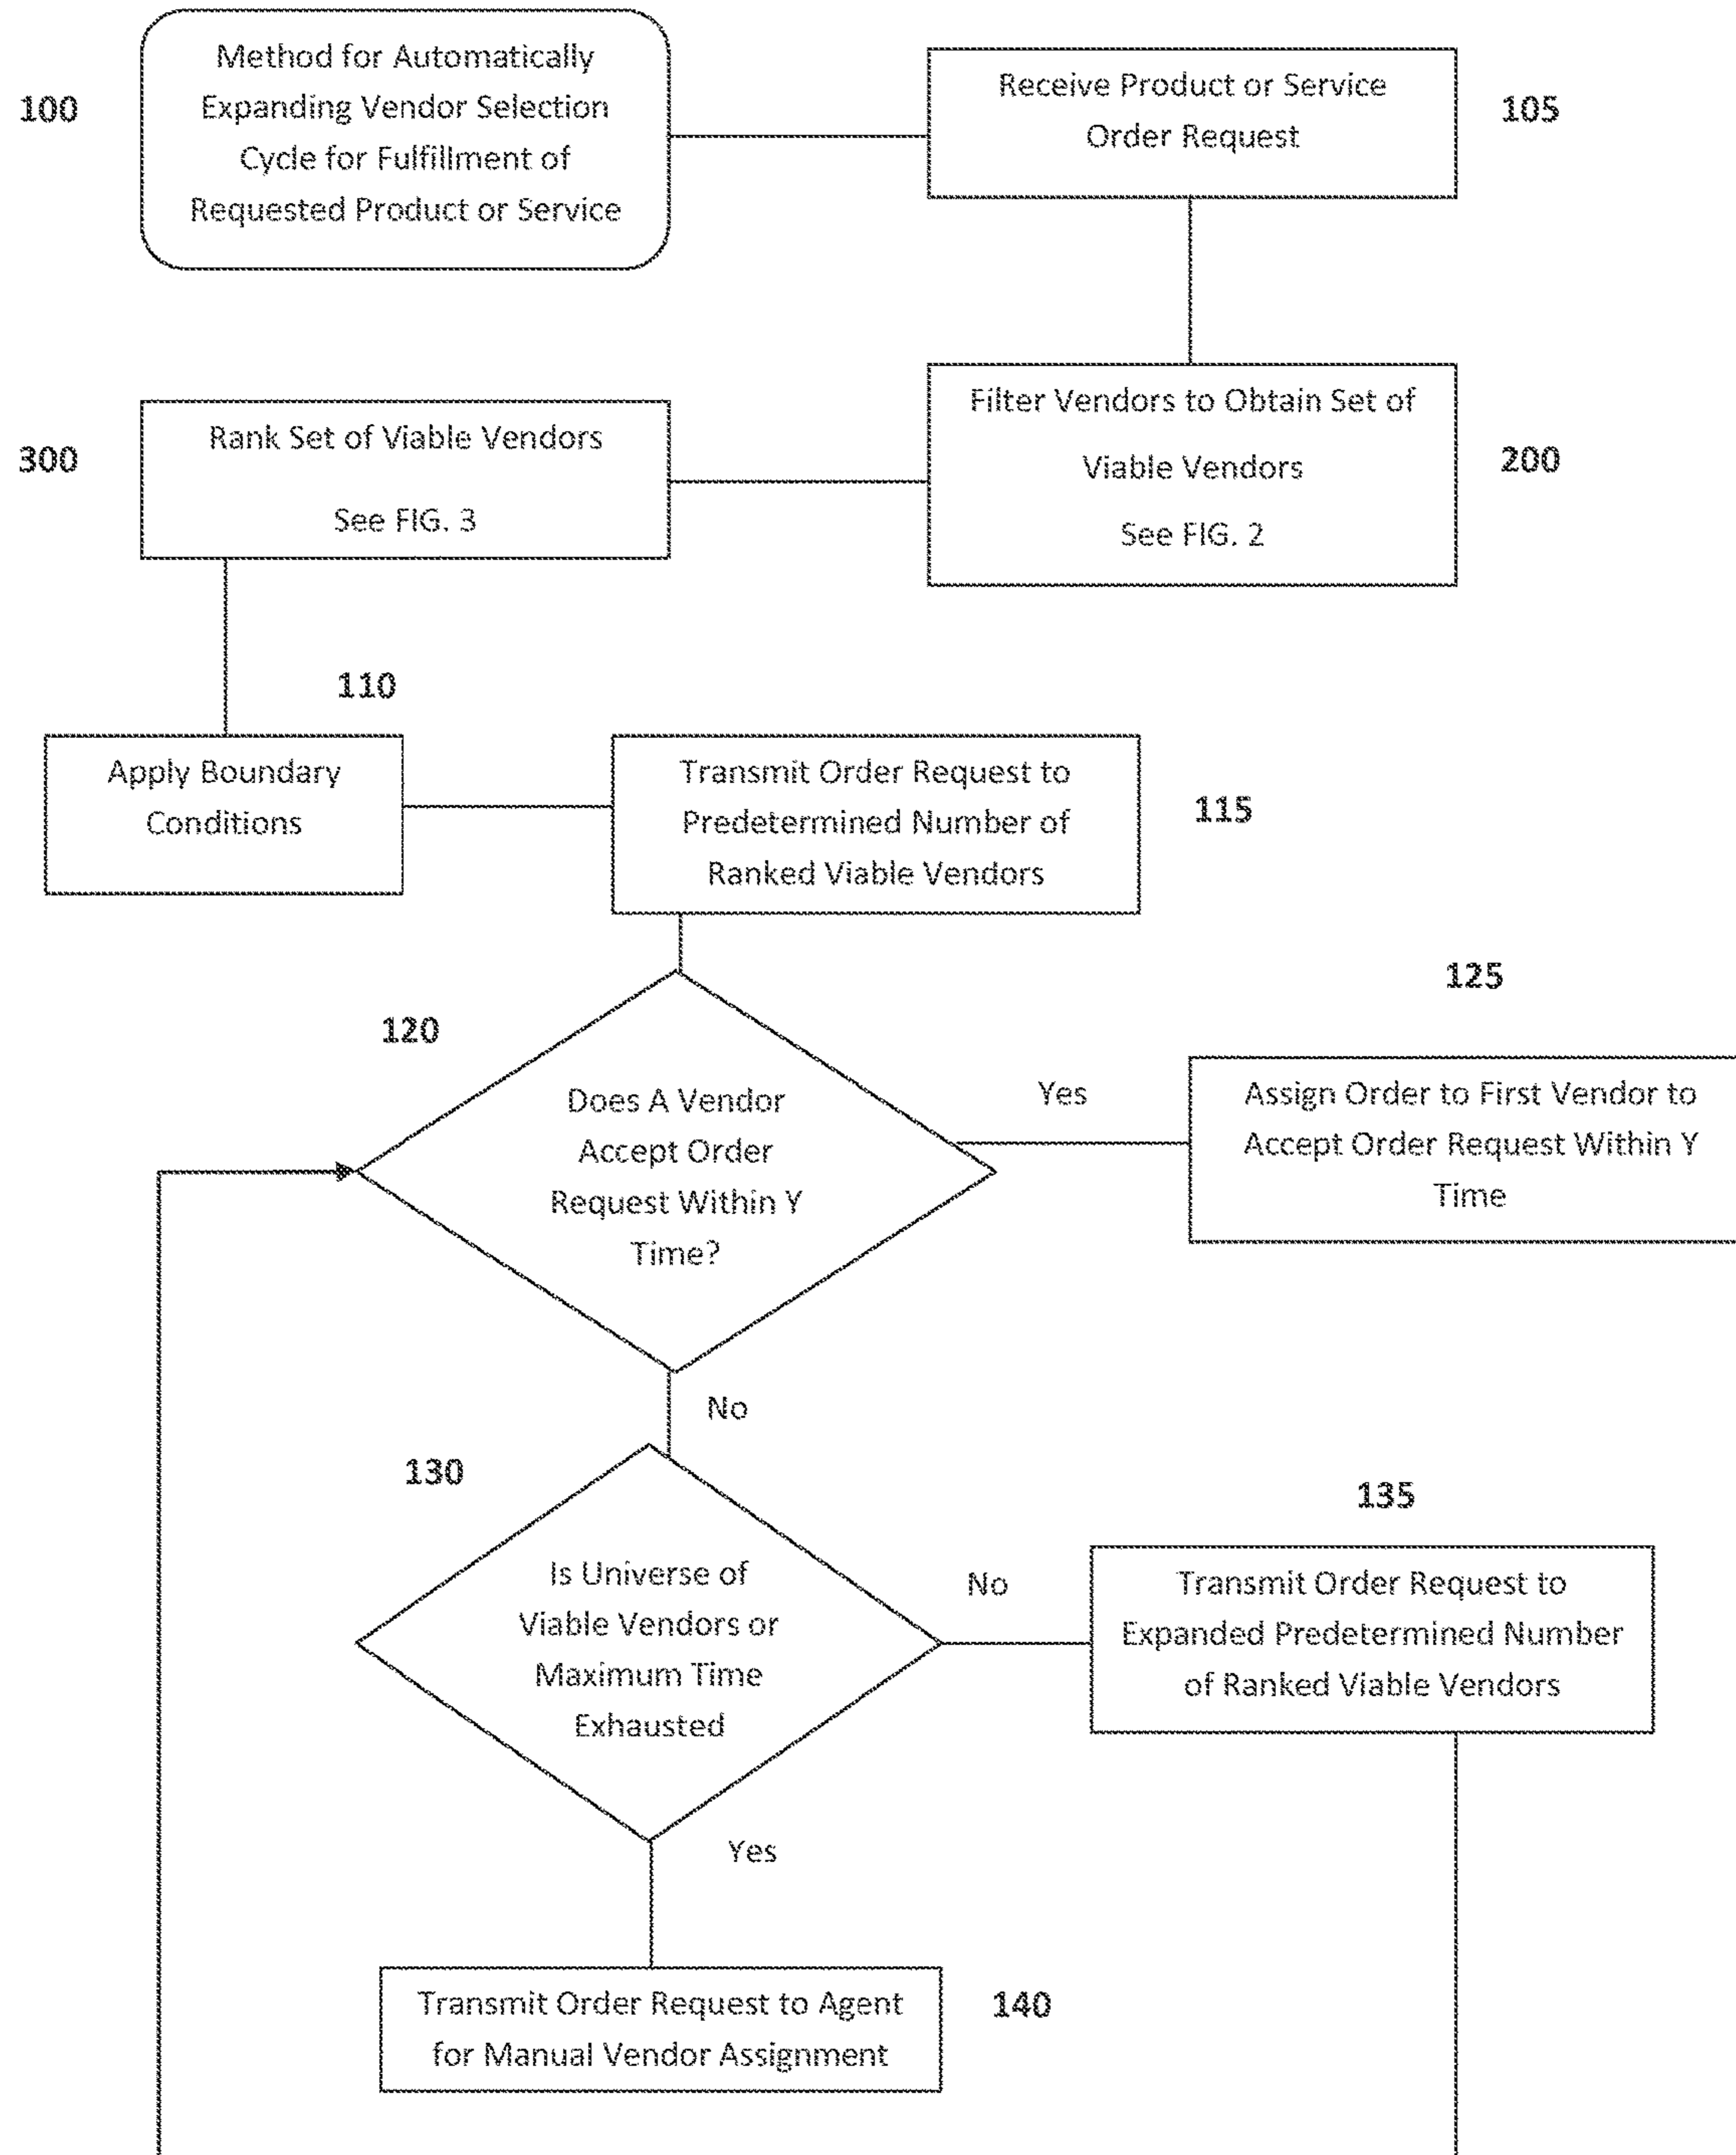 100
Method for Automatically
Expanding Vendor Selection
Cycle for Fulfillment of
Requested Product or Service
Receive Product or Service
Order Request
105
300
Rank Set of Viable Vendors
See FIG. 3
Filter Vendors to Obtain Set of
Viable Vendors
See FIG. 2
200
110
Apply Boundary
Conditions
Transmit Order Request to
Predetermined Number of
Ranked Viable Vendors
115
120
Does A Vendor
Accept Order
Request Within Y
Time?
Yes
125
Assign Order to First Vendor to
Accept Order Request Within Y
Time
No
130
Is Universe of
Viable Vendors or
Maximum Time
Exhausted
No
135
Transmit Order Request to
Expanded Predetermined Number
of Ranked Viable Vendors
Yes
Transmit Order Request to Agent
for Manual Vendor Assignment
140